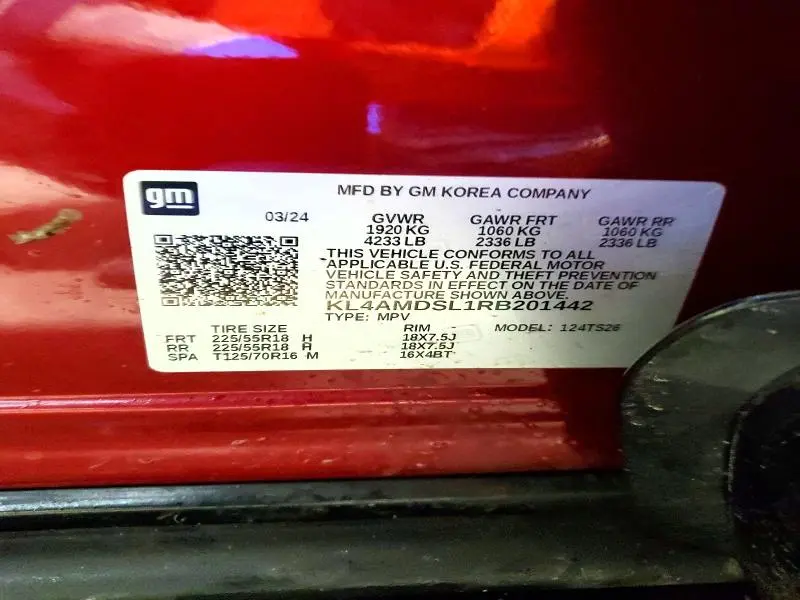 gm
MFD BY GM KOREA COMPANY
03/24 GVWR GAWR FRT GAWR RR
1920 KG 1060 KG 1060 KG
4233 LB 2336 LB 2336 LB
THIS VEHICLE CONFORMS TO ALL
APPLICABLE U.S. FEDERAL MOTOR
VEHICLE SAFETY AND THEFT PREVENTION
STANDARDS IN EFFECT ON THE DATE OF
MANUFACTURE SHOWN ABOVE.
KL4AMDSL1RB201442
TYPE: MPV MODEL: 124TS26
TIRE SIZE RIM
FRT 225/55R18 H 18X7.5J
RR 225/55R18 H 18X7.5J
SPA T125/70R16 M 16X4BT